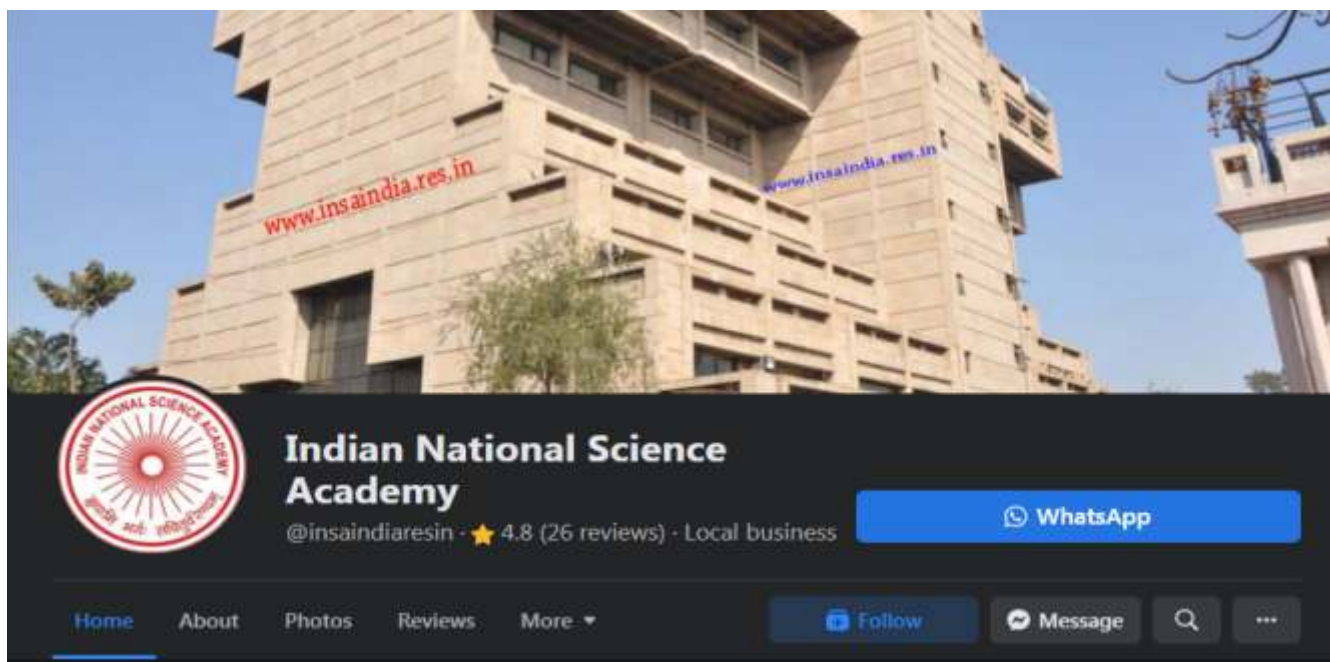 www.insaindia.res.in
www.insaindia.res.in
INDIAN NATIONAL SCIENCE ACADEMY
Indian National Science
Academy
@insaindiaresin · 4.8 (26 reviews) · Local business
WhatsApp
Home About Photos Reviews More
Follow Message